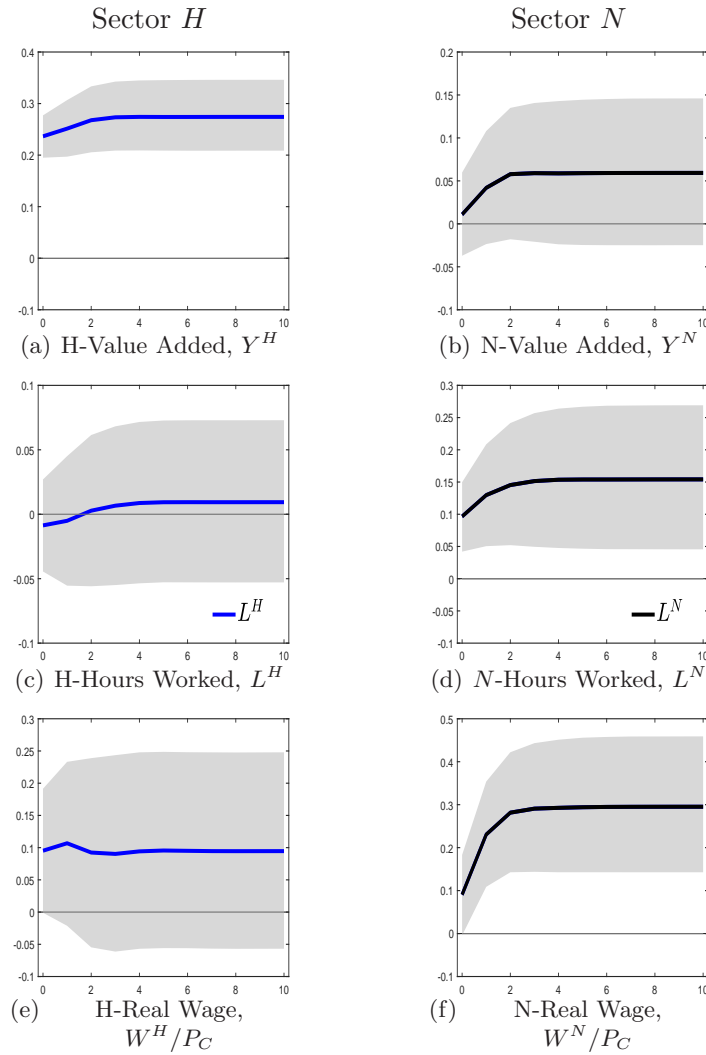 Sector H
Sector N
0.4
0.3
0.2
0.1
0
-0.1
0 2 4 6 8 10
(a) H-Value Added, Y^H
0.2
0.15
0.1
0.05
0
-0.05
-0.1
0 2 4 6 8 10
(b) N-Value Added, Y^N
0.1
0.05
0
-0.05
-0.1
0 2 4 6 8 10
L^H
(c) H-Hours Worked, L^H
0.3
0.25
0.2
0.15
0.1
0.05
0
-0.05
-0.1
0 2 4 6 8 10
L^N
(d) N-Hours Worked, L^N
0.3
0.25
0.2
0.15
0.1
0.05
0
-0.05
-0.1
0 2 4 6 8 10
(e) H-Real Wage,
W^H/P_C
0.5
0.4
0.3
0.2
0.1
0
-0.1
0 2 4 6 8 10
(f) N-Real Wage,
W^N/P_C